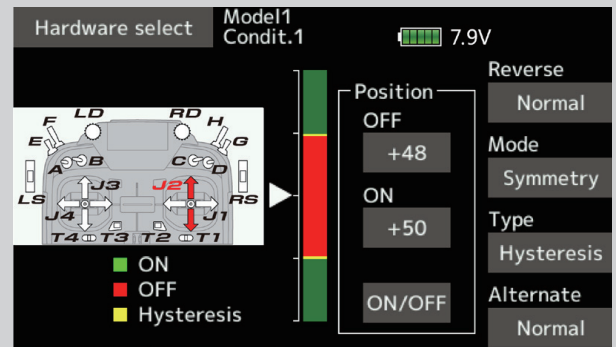 Hardware select
Model1
Condit.1
7.9V
F
LD
RD
H
E
G
A
B
C
D
J3
J2
LS
RS
J4
J1
T4
T3
T2
T1
ON
OFF
Hysteresis
Position
OFF
+48
ON
+50
ON/OFF
Reverse
Normal
Mode
Symmetry
Type
Hysteresis
Alternate
Normal